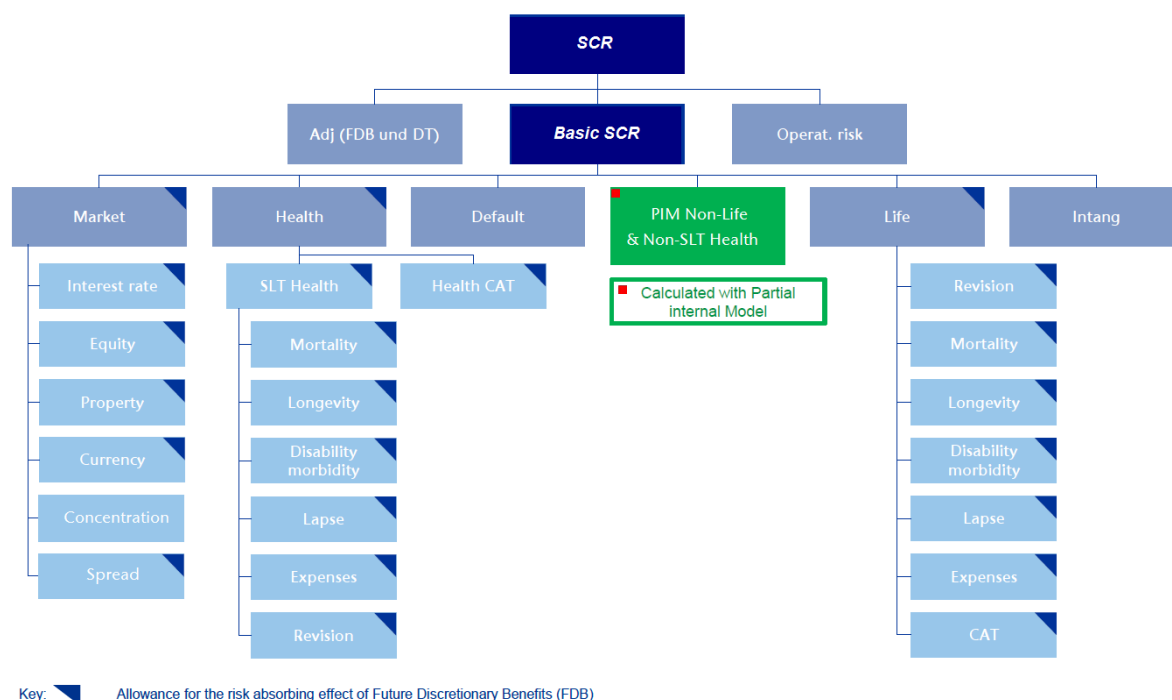 SCR
Adj (FDB und DT)
Basic SCR
Operat. risk
Market
Health
Default
PIM Non-Life
& Non-SLT Health
Life
Intang
Interest rate
SLT Health
Health CAT
Calculated with Partial
internal Model
Revision
Equity
Mortality
Mortality
Property
Longevity
Longevity
Currency
Disability
morbidity
Disability
morbidity
Concentration
Lapse
Lapse
Spread
Expenses
Expenses
Revision
CAT
Key:
Allowance for the risk absorbing effect of Future Discretionary Benefits (FDB)